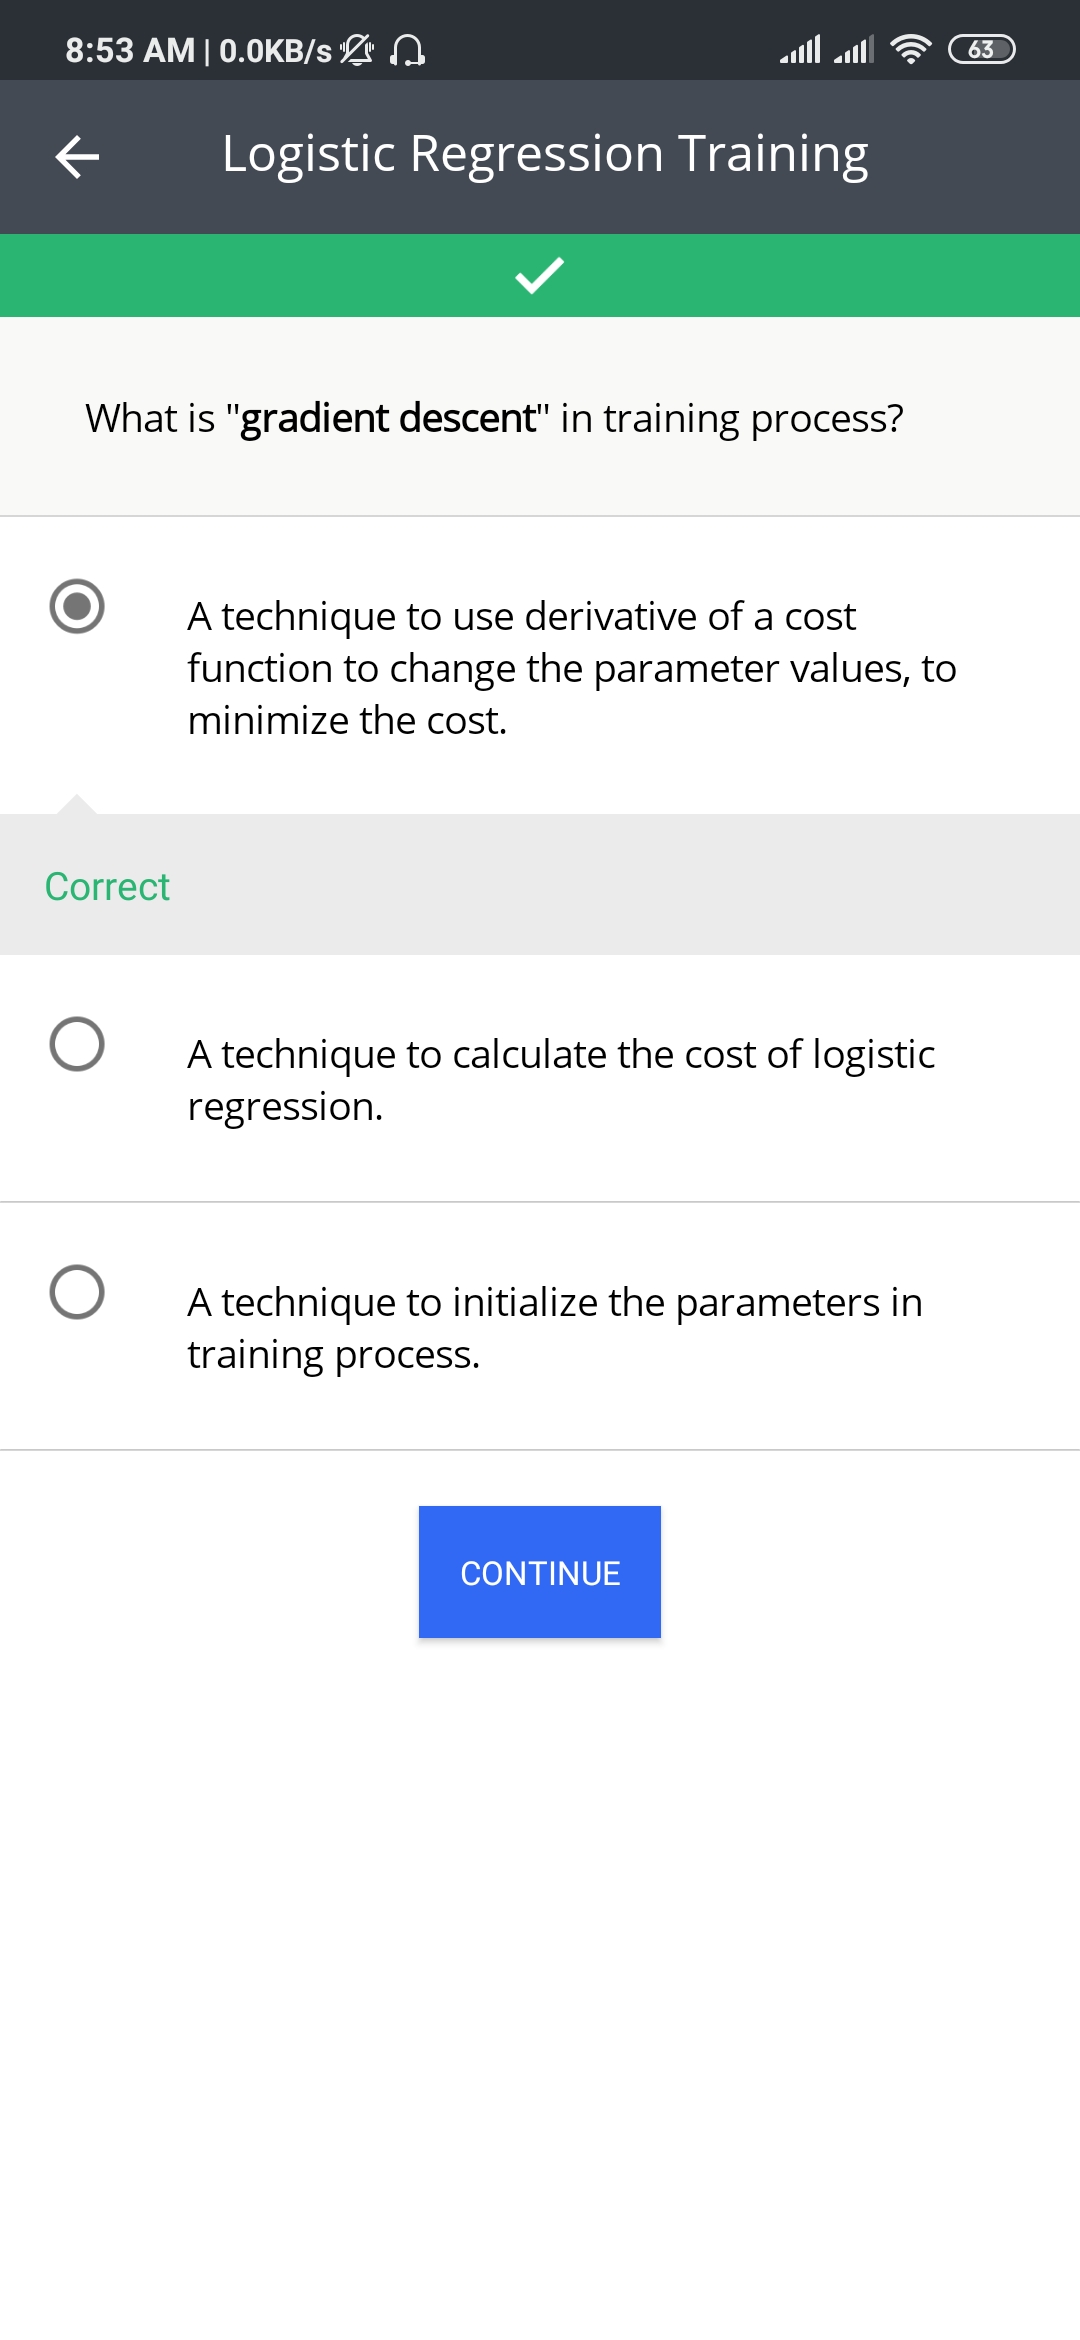 8:53 AM | 0.0KB/s 63
Logistic Regression Training
What is "gradient descent" in training process?
A technique to use derivative of a cost
function to change the parameter values, to
minimize the cost.
Correct
A technique to calculate the cost of logistic
regression.
A technique to initialize the parameters in
training process.
CONTINUE